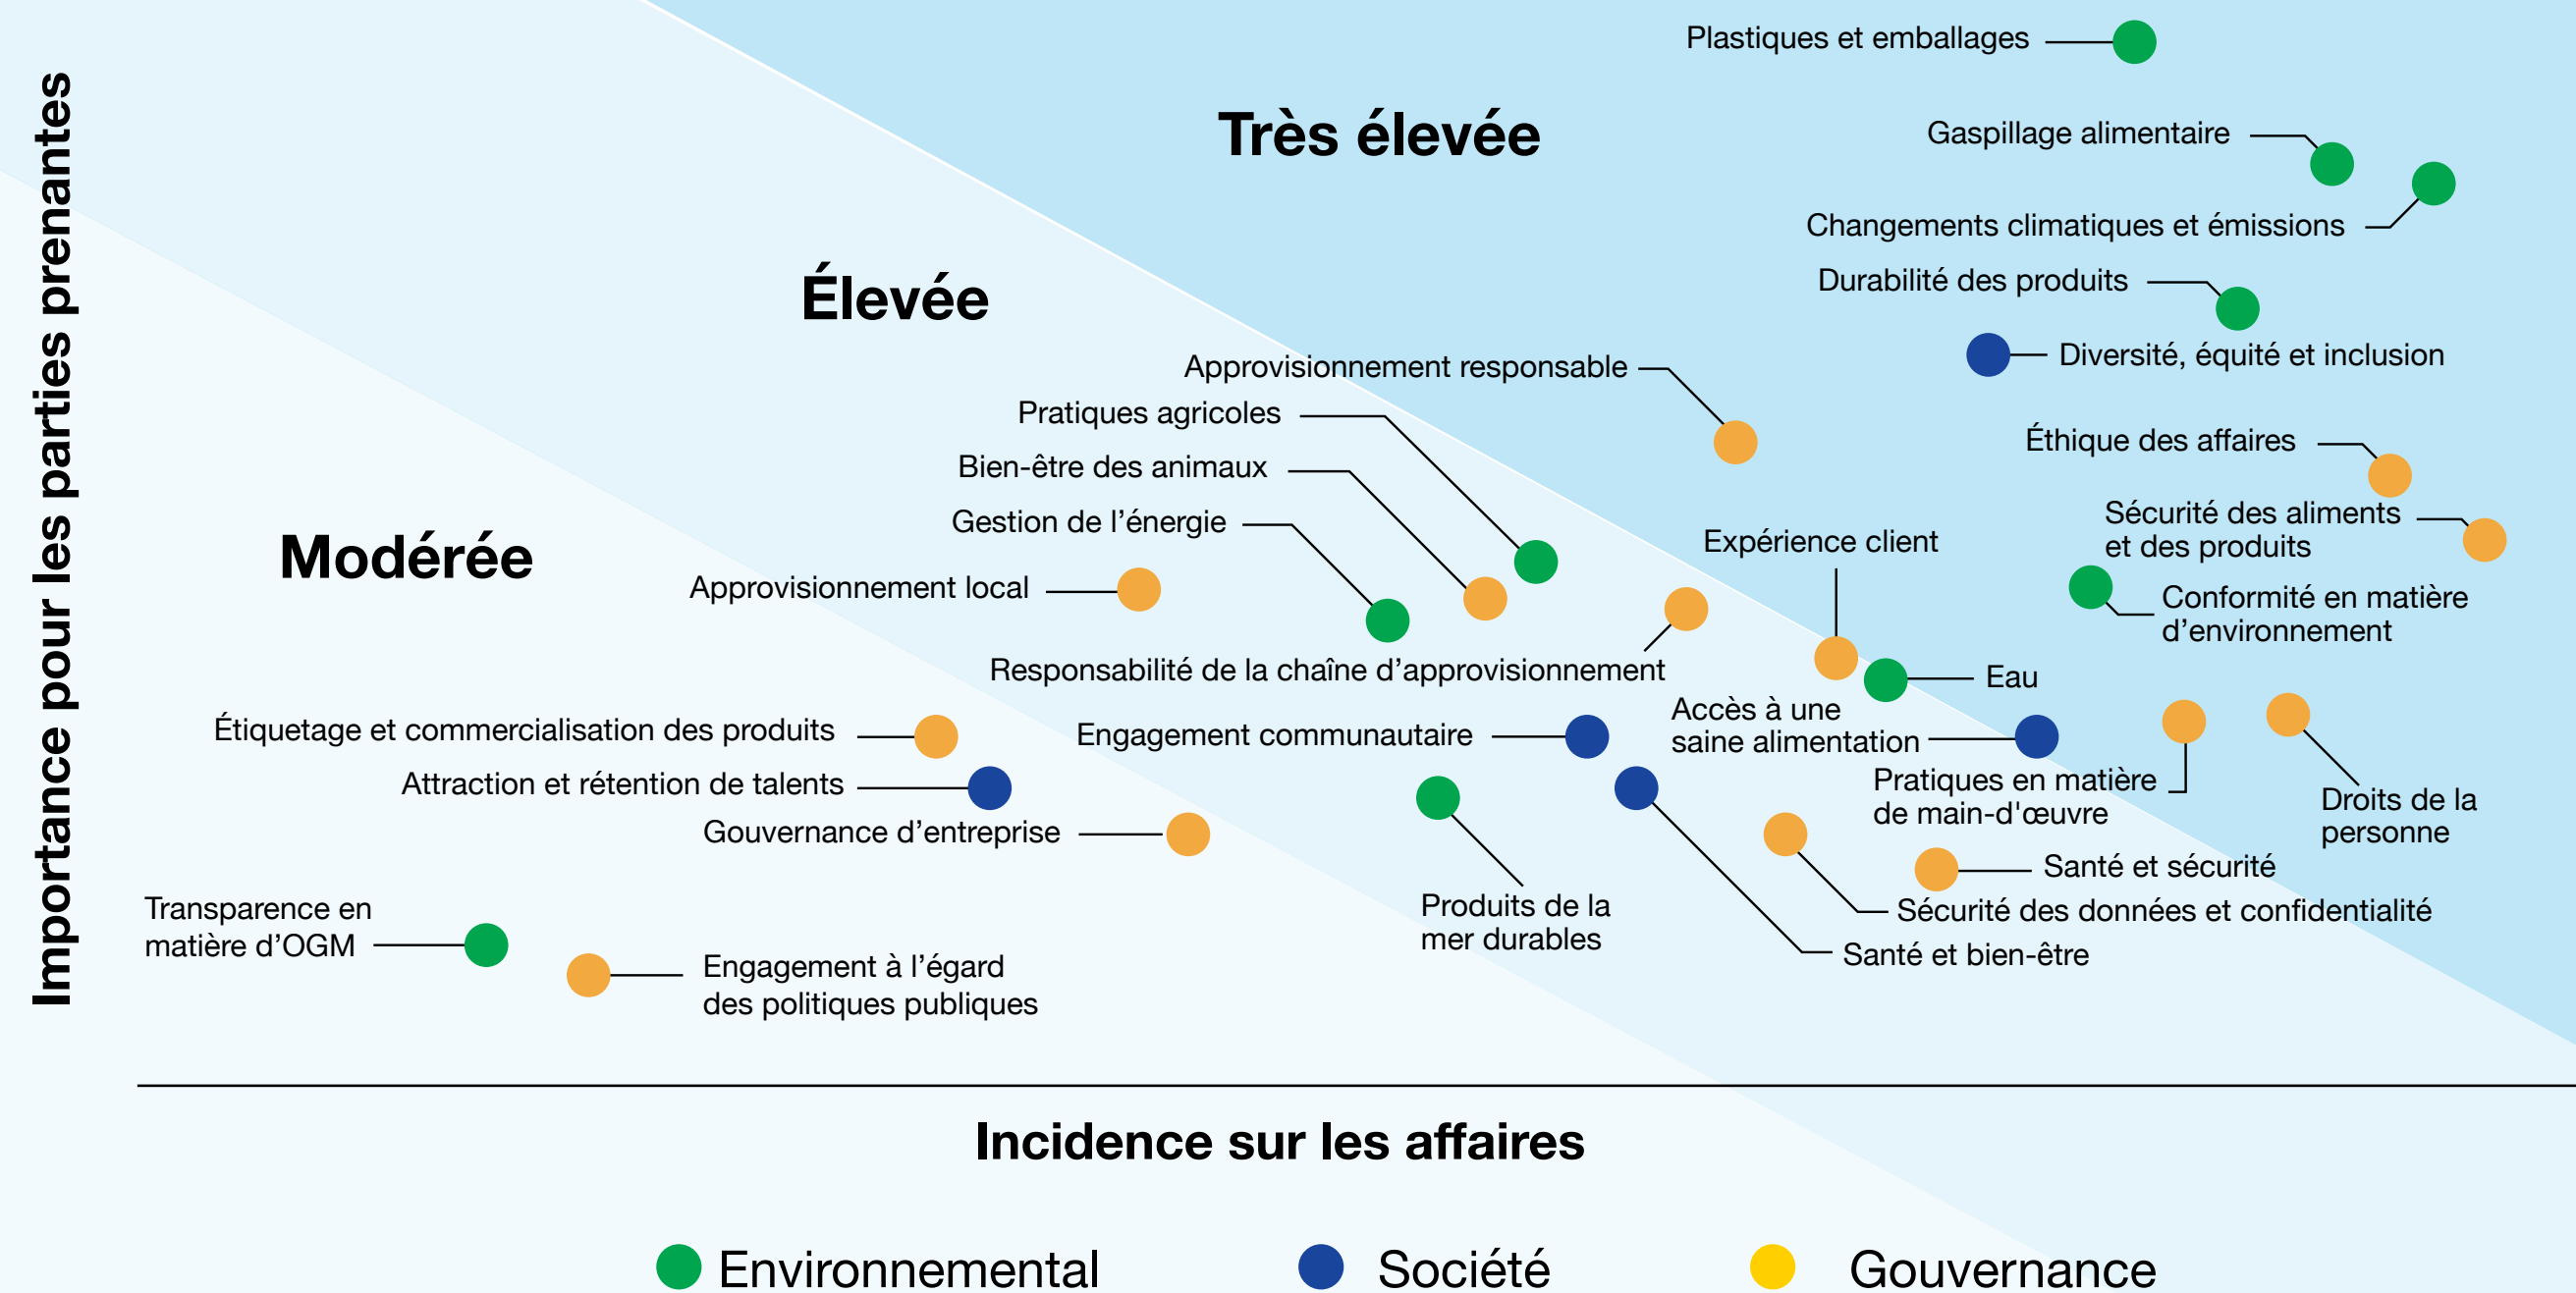 Importance pour les parties prenantes
Plastiques et emballages
Très élevée
Gaspillage alimentaire
Changements climatiques et émissions
Durabilité des produits
Élevée
Diversité, équité et inclusion
Approvisionnement responsable
Pratiques agricoles
Éthique des affaires
Bien-être des animaux
Gestion de l’énergie
Sécurité des aliments
et des produits
Expérience client
Modérée
Approvisionnement local
Conformité en matière
d’environnement
Responsabilité de la chaîne d’approvisionnement
Eau
Accès à une
saine alimentation
Étiquetage et commercialisation des produits
Engagement communautaire
Attraction et rétention de talents
Pratiques en matière
de main-d'œuvre
Droits de la
personne
Gouvernance d’entreprise
Santé et sécurité
Transparence en
matière d’OGM
Produits de la
mer durables
Sécurité des données et confidentialité
Santé et bien-être
Engagement à l’égard
des politiques publiques
Incidence sur les affaires
Environnemental
Société
Gouvernance